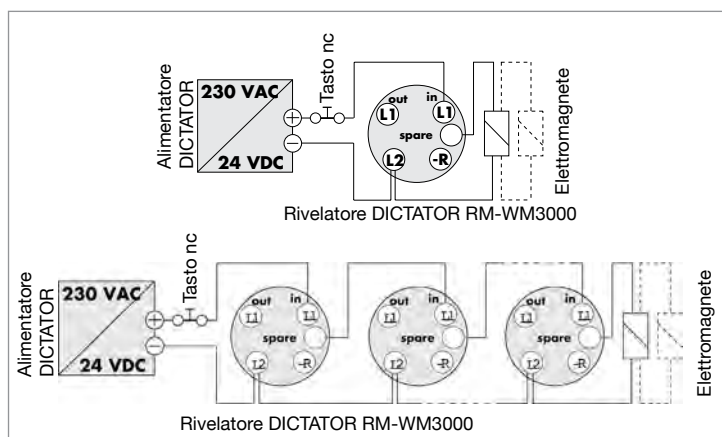 Alimentatore
DICTATOR
230 VAC
24 VDC
+
−
Tasto nc
out
in
L1
L1
spare
L2
-R
Elettromagnete
Rivelatore DICTATOR RM-WM3000
Alimentatore
DICTATOR
230 VAC
24 VDC
+
−
Tasto nc
out
in
L1
L1
spare
L2
-R
out
in
L1
L1
spare
L2
-R
out
in
L1
L1
spare
L2
-R
Elettromagnete
Rivelatore DICTATOR RM-WM3000